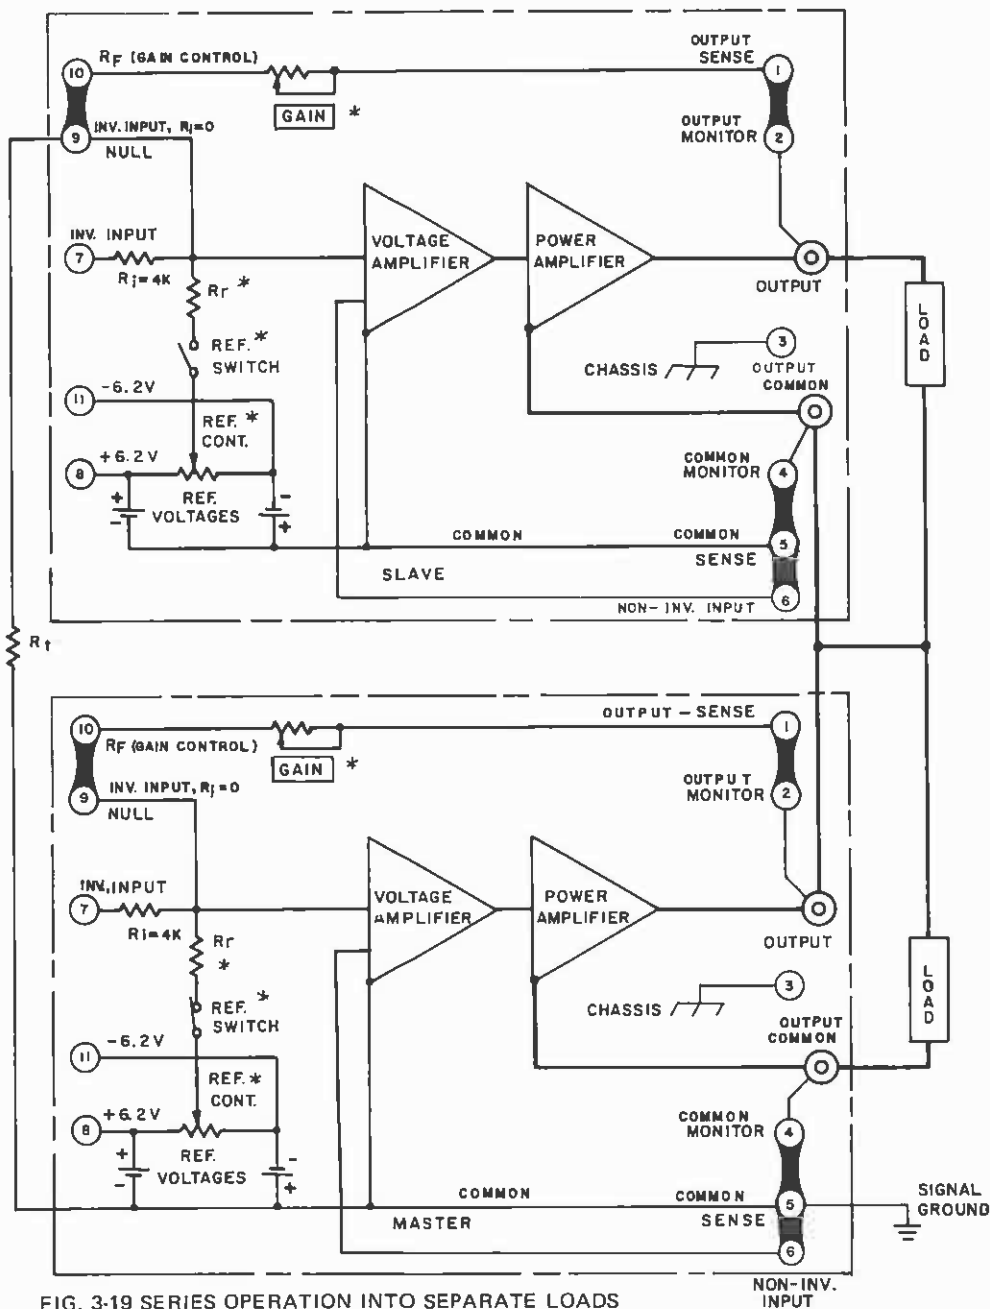 OUTPUT
SENSE
RF (GAIN CONTROL)
10
1
GAIN *
INV. INPUT, Ri=0
9
NULL
OUTPUT
MONITOR
2
INV. INPUT
7
Ri=4K
VOLTAGE
AMPLIFIER
POWER
AMPLIFIER
OUTPUT
LOAD
Rr *
REF. *
SWITCH
3
CHASSIS
OUTPUT
COMMON
11
-6.2V
REF. *
CONT.
8
+6.2V
COMMON
MONITOR
4
+
-
REF.
VOLTAGES
-
+
COMMON
COMMON
SENSE
5
SLAVE
NON-INV. INPUT
6
Rt
10
OUTPUT-SENSE
1
RF (GAIN CONTROL)
GAIN *
9
INV. INPUT, Ri=0
NULL
OUTPUT
MONITOR
2
INV. INPUT
7
Ri=4K
VOLTAGE
AMPLIFIER
POWER
AMPLIFIER
OUTPUT
LOAD
Rr
*
REF. *
SWITCH
3
CHASSIS
OUTPUT
COMMON
11
-6.2V
REF. *
CONT.
8
+6.2V
COMMON
MONITOR
4
+
-
REF.
VOLTAGES
-
+
COMMON
COMMON
SENSE
5
SIGNAL
GROUND
MASTER
6
NON-INV.
INPUT
FIG. 3-19 SERIES OPERATION INTO SEPARATE LOADS